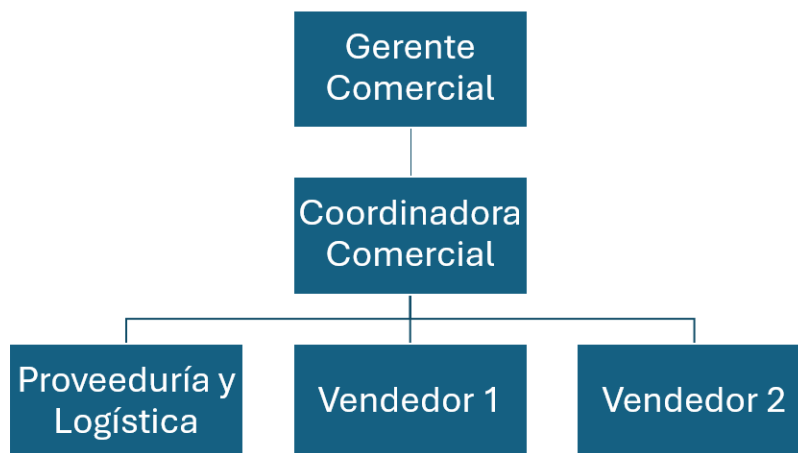 Gerente
Comercial
Coordinadora
Comercial
Proveeduría y
Logística
Vendedor 1
Vendedor 2